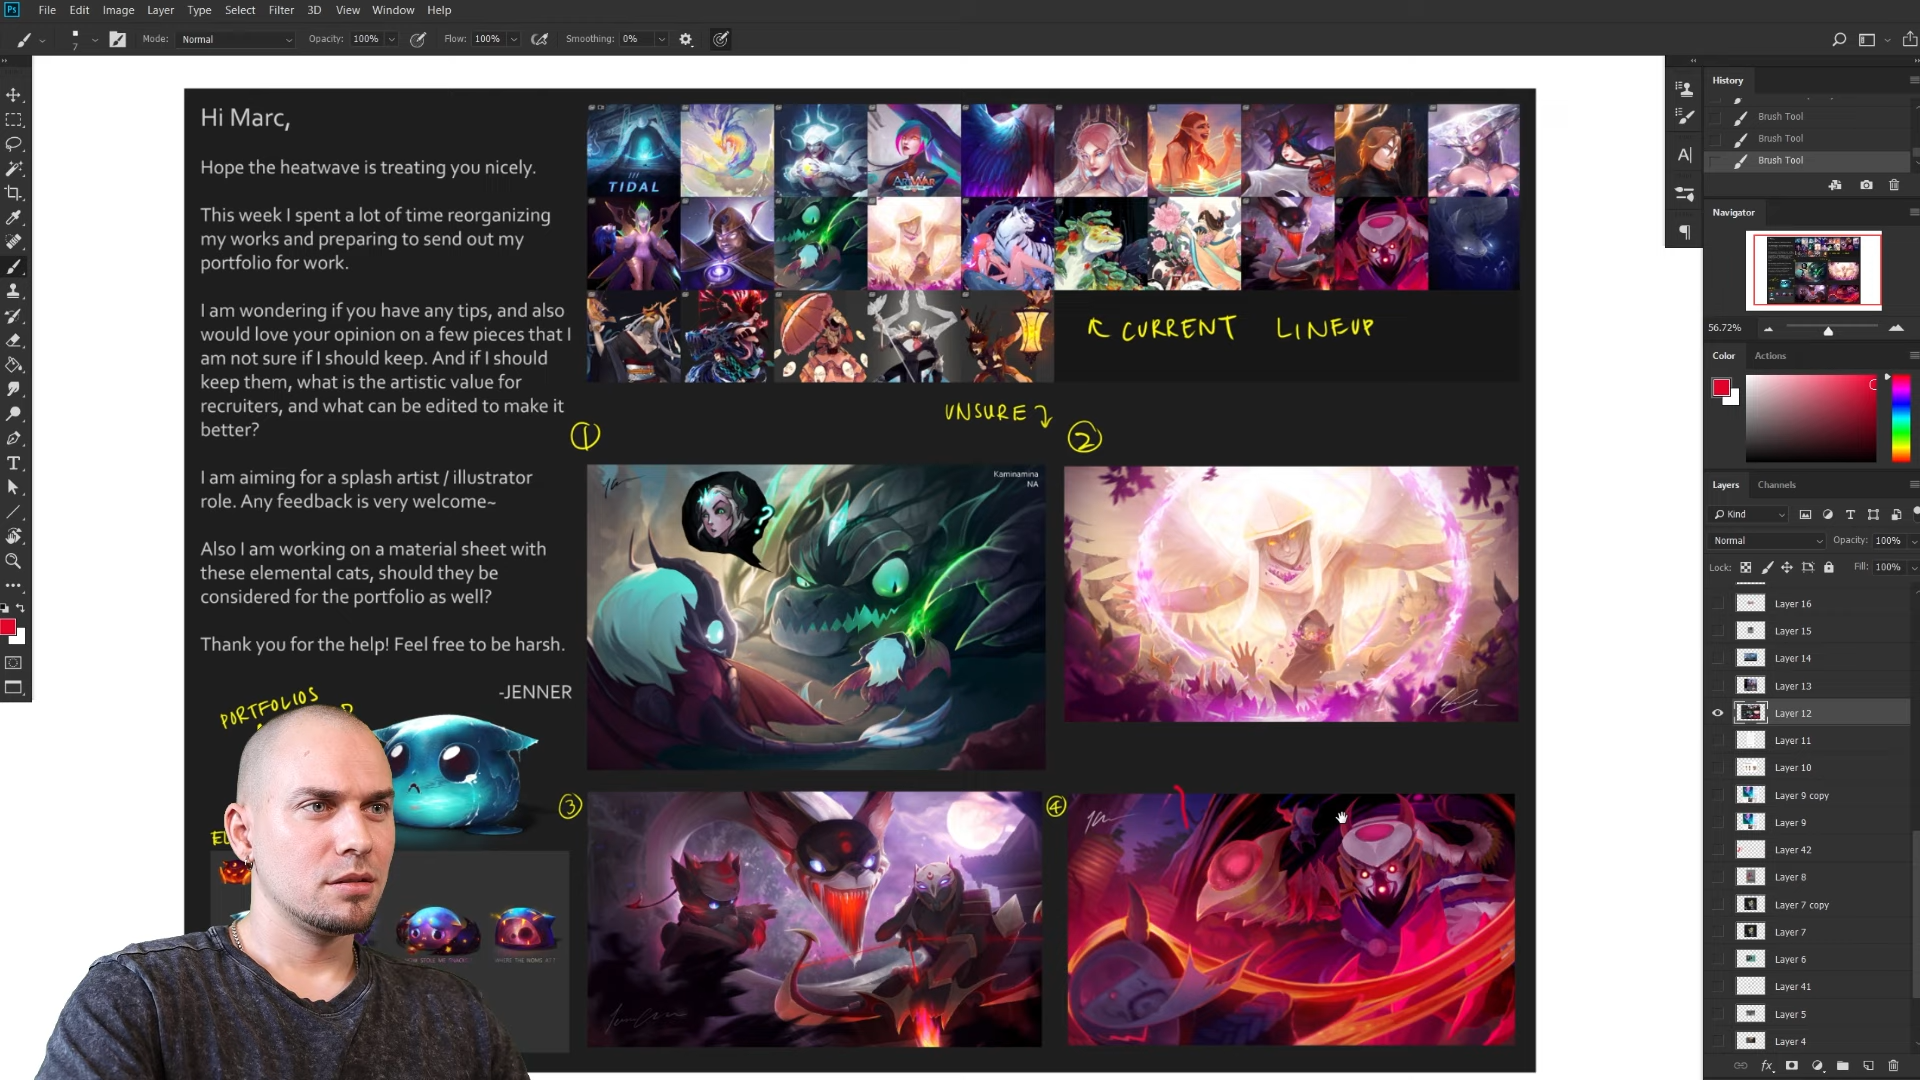 Ps File Edit Image Layer Type Select Filter 3D View Window Help
7 Mode: Normal Opacity: 100% Flow: 100% Smoothing: 0%
Hi Marc,
Hope the heatwave is treating you nicely.
This week I spent a lot of time reorganizing
my works and preparing to send out my
portfolio for work.
I am wondering if you have any tips, and also
would love your opinion on a few pieces that I
am not sure if I should keep. And if I should
keep them, what is the artistic value for
recruiters, and what can be edited to make it
better?
I am aiming for a splash artist / illustrator
role. Any feedback is very welcome~
Also I am working on a material sheet with
these elemental cats, should they be
considered for the portfolio as well?
Thank you for the help! Feel free to be harsh.
-JENNER
PORTFOLIOS
TIDAL
CURRENT LINEUP
UNSURE
1
2
Kaminamina
NA
?
3
4
History
Brush Tool
Brush Tool
Brush Tool
Navigator
56.72%
Color Actions
Layers Channels
Kind
Normal Opacity: 100%
Lock: Fill: 100%
Layer 16
Layer 15
Layer 14
Layer 13
Layer 12
Layer 11
Layer 10
Layer 9 copy
Layer 9
Layer 42
Layer 8
Layer 7 copy
Layer 7
Layer 6
Layer 41
Layer 5
Layer 4
fx